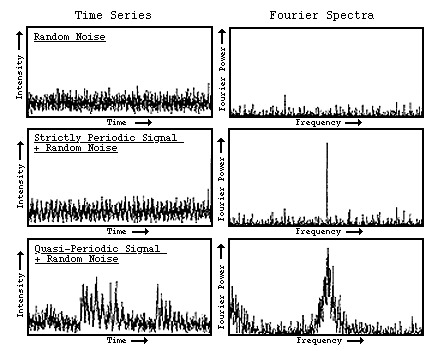 Time Series
Fourier Spectra
Intensity
Random Noise
Time
Fourier Power
Frequency
Intensity
Strictly Periodic Signal
+ Random Noise
Time
Fourier Power
Frequency
Intensity
Quasi-Periodic Signal
+ Random Noise
Time
Fourier Power
Frequency